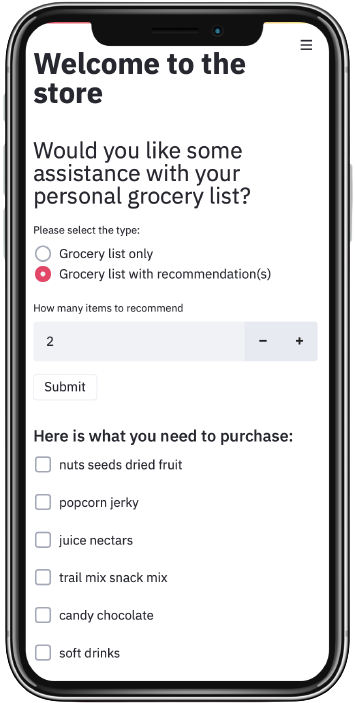 Welcome to the
store
Would you like some
assistance with your
personal grocery list?
Please select the type:
Grocery list only
Grocery list with recommendation(s)
How many items to recommend
2 − +
Submit
Here is what you need to purchase:
nuts seeds dried fruit
popcorn jerky
juice nectars
trail mix snack mix
candy chocolate
soft drinks